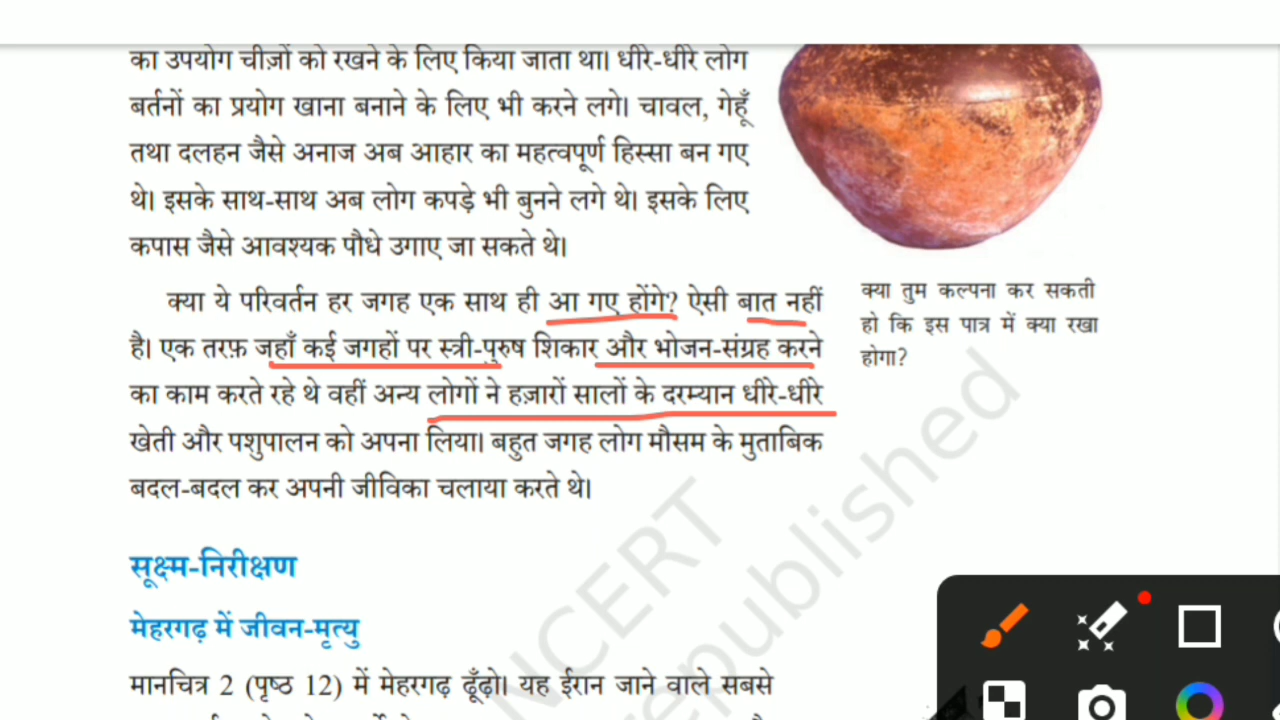 का उपयोग चीज़ों को रखने के लिए किया जाता था। धीरे-धीरे लोग
बर्तनों का प्रयोग खाना बनाने के लिए भी करने लगे। चावल, गेहूँ
तथा दलहन जैसे अनाज अब आहार का महत्वपूर्ण हिस्सा बन गए
थे। इसके साथ-साथ अब लोग कपड़े भी बुनने लगे थे। इसके लिए
कपास जैसे आवश्यक पौधे उगाए जा सकते थे।
क्या ये परिवर्तन हर जगह एक साथ ही आ गए होंगे? ऐसी बात नहीं
है। एक तरफ़ जहाँ कई जगहों पर स्त्री-पुरुष शिकार और भोजन-संग्रह करने
का काम करते रहे थे वहीं अन्य लोगों ने हज़ारों सालों के दरम्यान धीरे-धीरे
खेती और पशुपालन को अपना लिया। बहुत जगह लोग मौसम के मुताबिक
बदल-बदल कर अपनी जीविका चलाया करते थे।
क्या तुम कल्पना कर सकती
हो कि इस पात्र में क्या रखा
होगा?
सूक्ष्म-निरीक्षण
मेहरगढ़ में जीवन-मृत्यु
मानचित्र 2 (पृष्ठ 12) में मेहरगढ़ ढूँढ़ो। यह ईरान जाने वाले सबसे
NCERT
republished